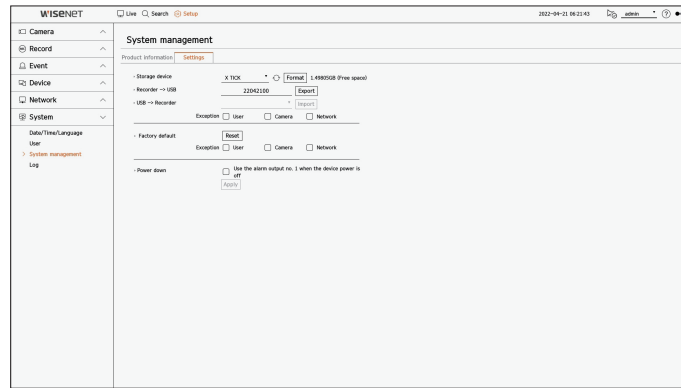 WISENET Live Search Setup 2022-04-21 06:21:43 admin ?
Camera
Record
Event
Device
Network
System
Date/Time/Language
User
> System management
Log
System management
Product Information Settings
- Storage device X TICK Format 1.49805GB (Free space)
- Recorder -> USB 22042100 Export
- USB -> Recorder Import
Exception User Camera Network
- Factory default Reset
Exception User Camera Network
- Power down Use the alarm output no. 1 when the device power is
off
Apply